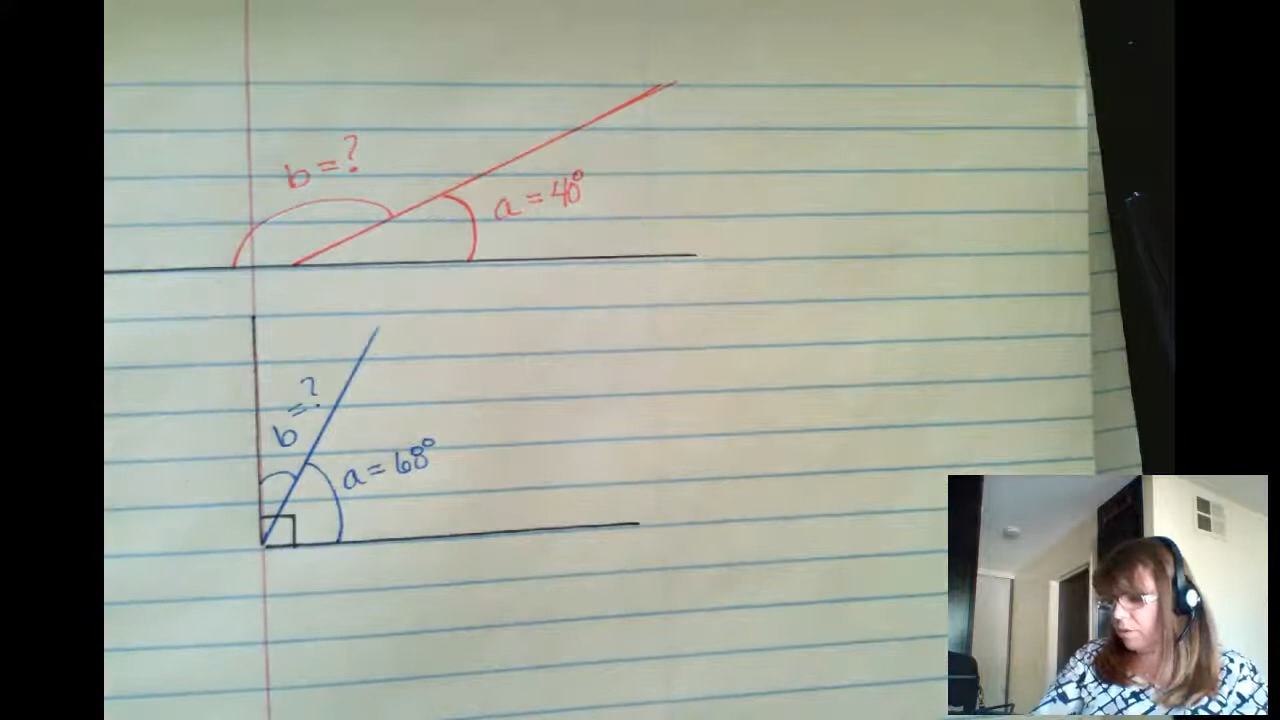 b = ?
a = 40°
b = ?
a = 68°